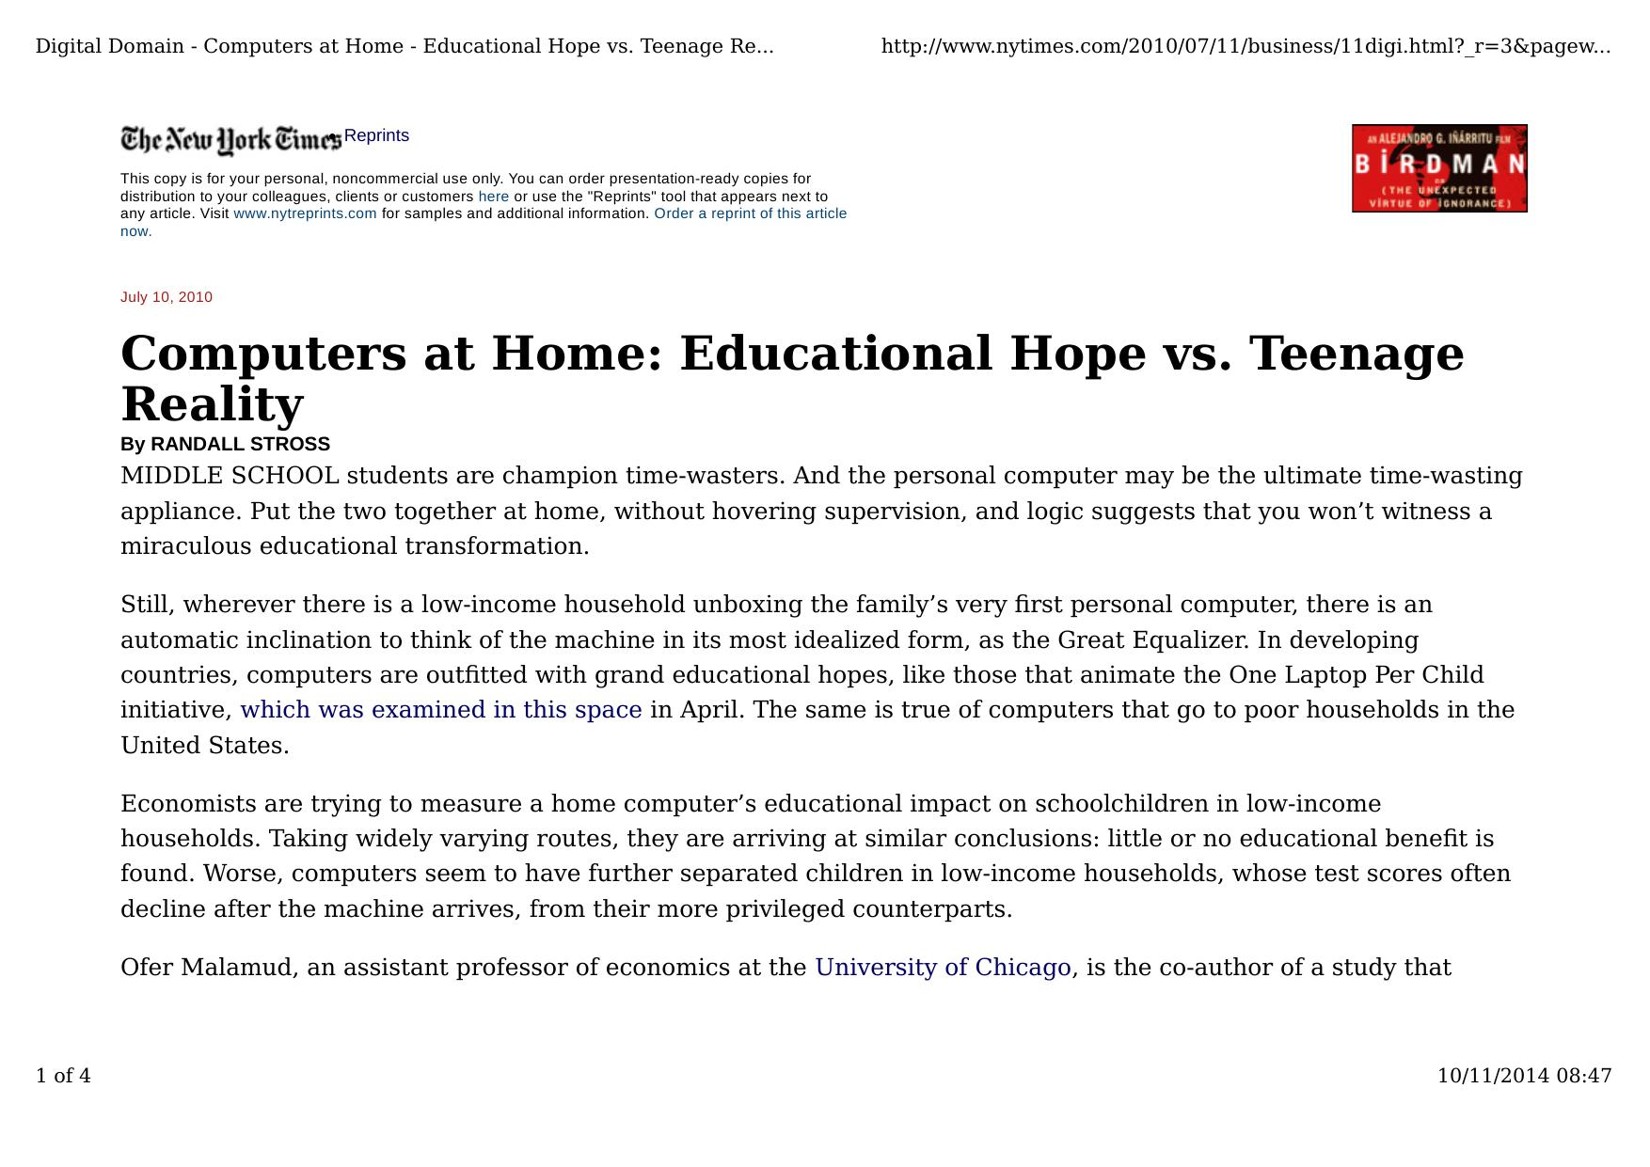 Digital Domain - Computers at Home - Educational Hope vs. Teenage Re...
http://www.nytimes.com/2010/07/11/business/11digi.html?_r=3&pagew...
The New York Times Reprints
This copy is for your personal, noncommercial use only. You can order presentation-ready copies for
distribution to your colleagues, clients or customers here or use the "Reprints" tool that appears next to
any article. Visit www.nytreprints.com for samples and additional information. Order a reprint of this article
now.
AN ALEJANDRO G. IÑÁRRITU FILM
BİRDMAN
OR
(THE UNEXPECTED
VİRTUE OF İGNORANCE)
July 10, 2010
Computers at Home: Educational Hope vs. Teenage
Reality
By RANDALL STROSS
MIDDLE SCHOOL students are champion time-wasters. And the personal computer may be the ultimate time-wasting
appliance. Put the two together at home, without hovering supervision, and logic suggests that you won’t witness a
miraculous educational transformation.
Still, wherever there is a low-income household unboxing the family’s very first personal computer, there is an
automatic inclination to think of the machine in its most idealized form, as the Great Equalizer. In developing
countries, computers are outfitted with grand educational hopes, like those that animate the One Laptop Per Child
initiative, which was examined in this space in April. The same is true of computers that go to poor households in the
United States.
Economists are trying to measure a home computer’s educational impact on schoolchildren in low-income
households. Taking widely varying routes, they are arriving at similar conclusions: little or no educational benefit is
found. Worse, computers seem to have further separated children in low-income households, whose test scores often
decline after the machine arrives, from their more privileged counterparts.
Ofer Malamud, an assistant professor of economics at the University of Chicago, is the co-author of a study that
1 of 4
10/11/2014 08:47